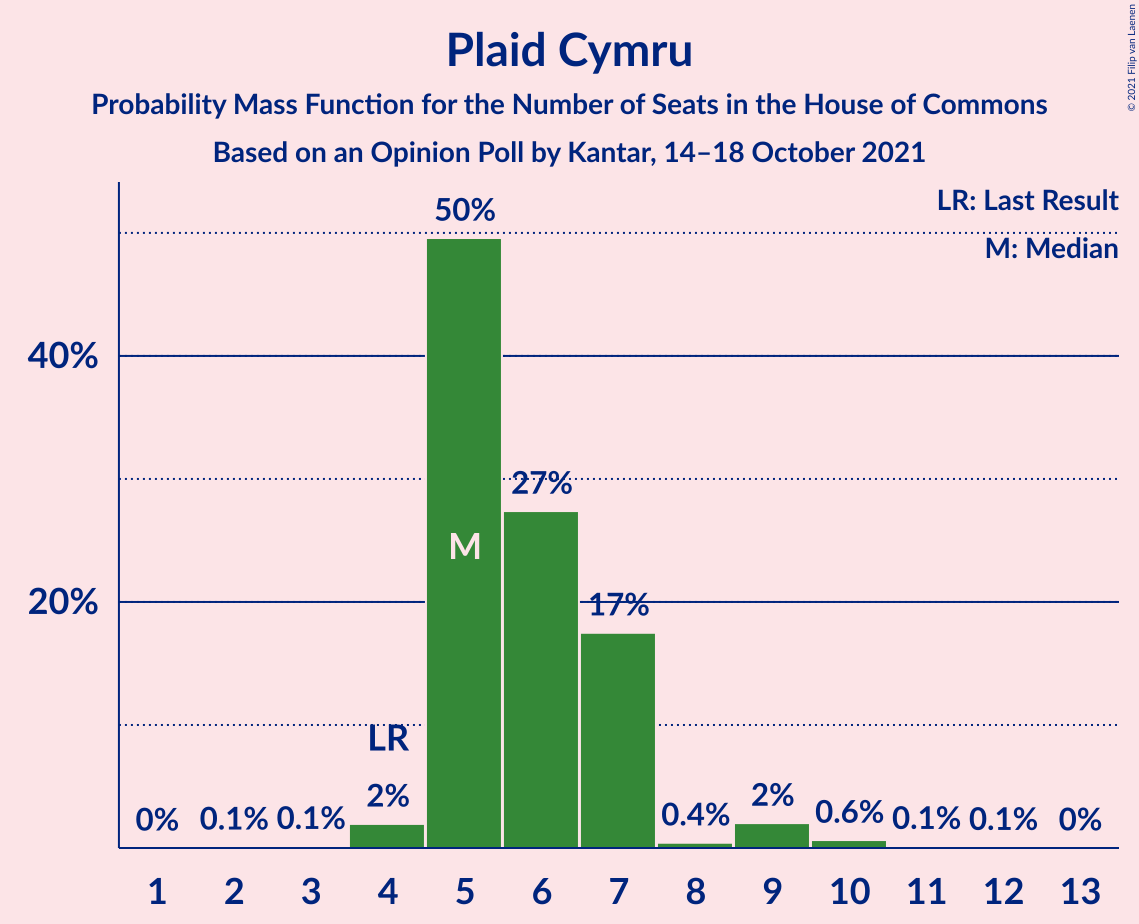 Plaid Cymru
Probability Mass Function for the Number of Seats in the House of Commons
Based on an Opinion Poll by Kantar, 14–18 October 2021
© 2021 Filip van Laenen
LR: Last Result
M: Median
50%
40%
27%
M
20%
17%
LR
0%
0.1%
0.1%
2%
0.4%
2%
0.6%
0.1%
0.1%
0%
1 2 3 4 5 6 7 8 9 10 11 12 13